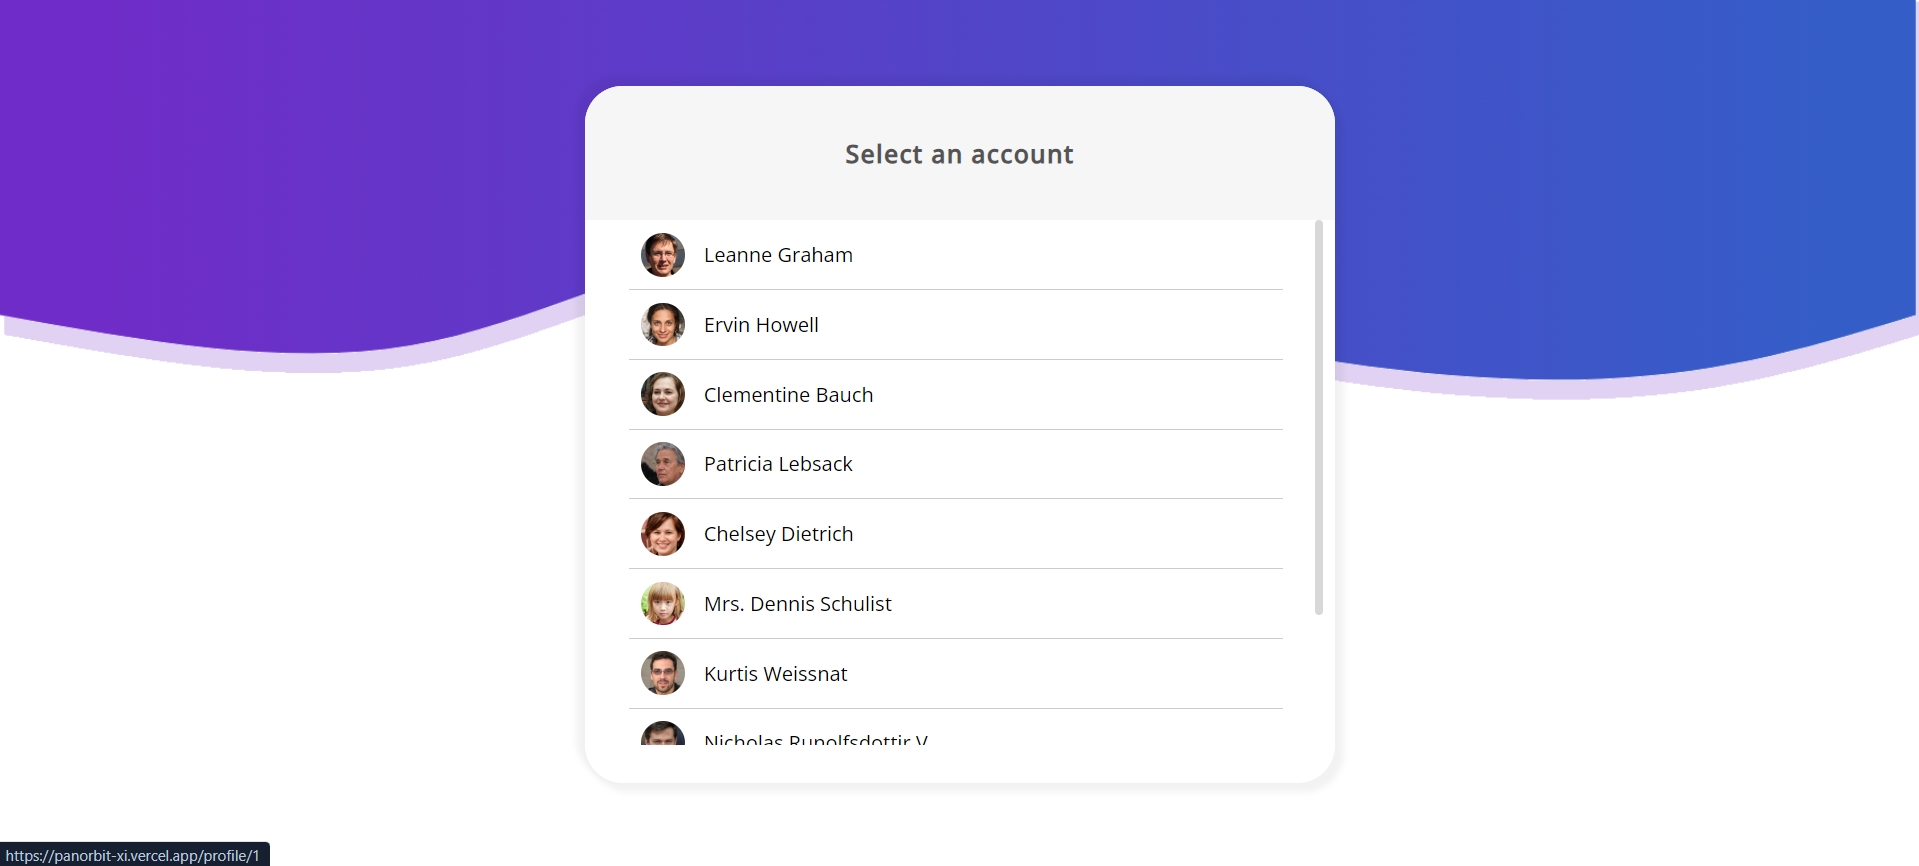 Select an account
Leanne Graham
Ervin Howell
Clementine Bauch
Patricia Lebsack
Chelsey Dietrich
Mrs. Dennis Schulist
Kurtis Weissnat
Nicholas Runolfsdottir V
https://panorbit-xi.vercel.app/profile/1